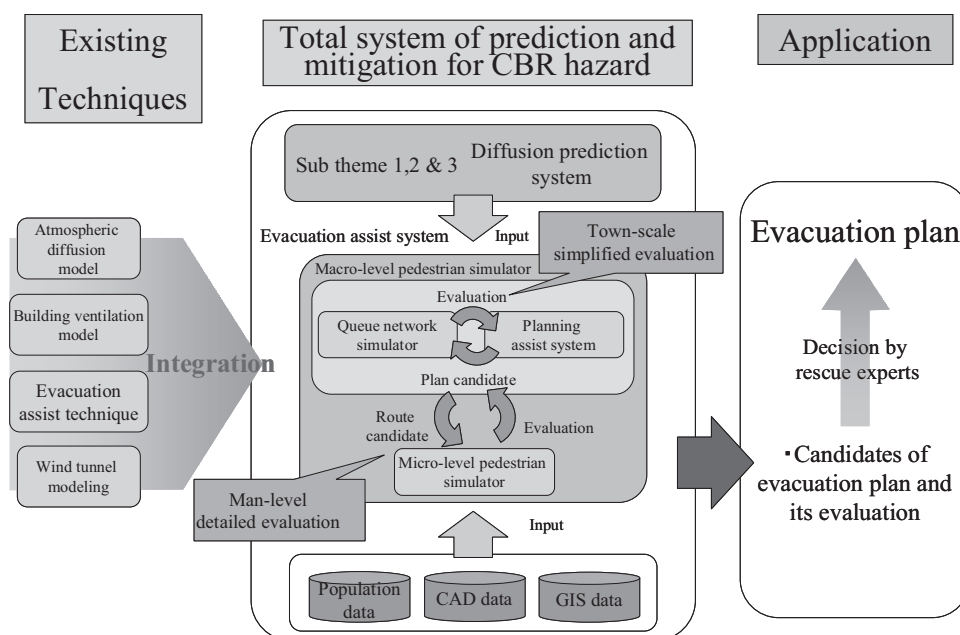 Existing
Techniques
Total system of prediction and
mitigation for CBR hazard
Application
Atmospheric
diffusion
model
Building ventilation
model
Evacuation
assist technique
Wind tunnel
modeling
Integration
Sub theme 1,2 & 3
Diffusion prediction
system
Evacuation assist system
Input
Town-scale
simplified evaluation
Macro-level pedestrian simulator
Evaluation
Queue network
simulator
Planning
assist system
Plan candidate
Route
candidate
Evaluation
Micro-level pedestrian
simulator
Man-level
detailed evaluation
Input
Population
data
CAD data
GIS data
Evacuation plan
Decision by
rescue experts
・Candidates of
evacuation plan and
its evaluation